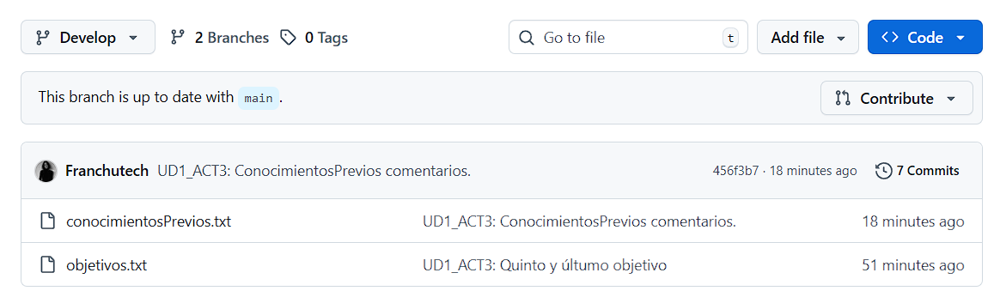 Develop 2 Branches 0 Tags Go to file t Add file Code
This branch is up to date with main.
Contribute
Franchutech UD1_ACT3: ConocimientosPrevios comentarios. 456f3b7 · 18 minutes ago 7 Commits
conocimientosPrevios.txt UD1_ACT3: ConocimientosPrevios comentarios. 18 minutes ago
objetivos.txt UD1_ACT3: Quinto y últumo objetivo 51 minutes ago